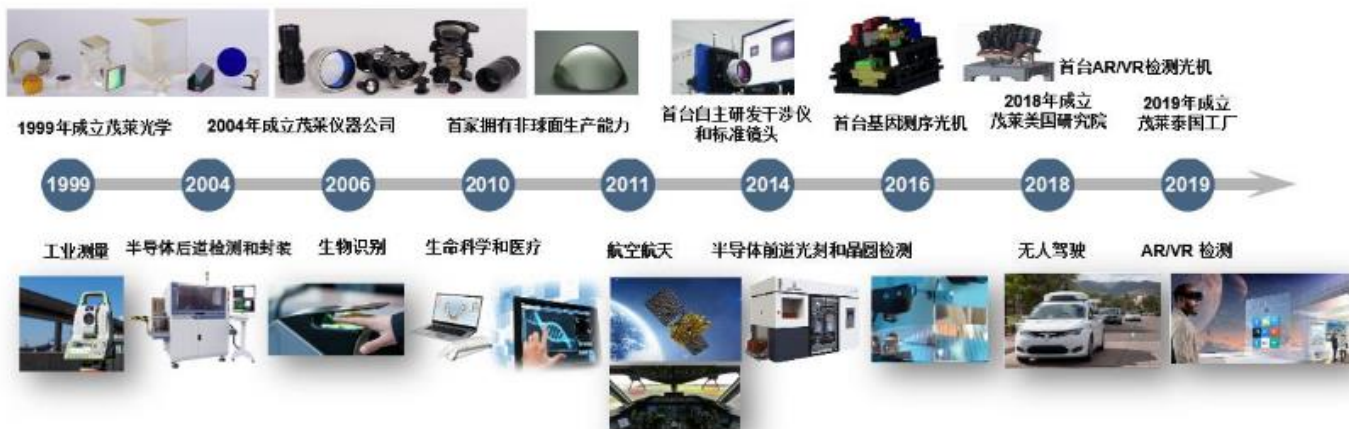 首台AR/VR检测光机
1999年成立茂莱光学
2004年成立茂莱仪器公司
首家拥有非球面生产能力
首台自主研发干涉仪
和标准镜头
首台基因测序光机
2018年成立
茂莱美国研究院
2019年成立
茂莱泰国工厂
1999
2004
2006
2010
2011
2014
2016
2018
2019
工业测量
半导体后道检测和封装
生物识别
生命科学和医疗
航空航天
半导体前道光刻和晶圆检测
无人驾驶
AR/VR 检测